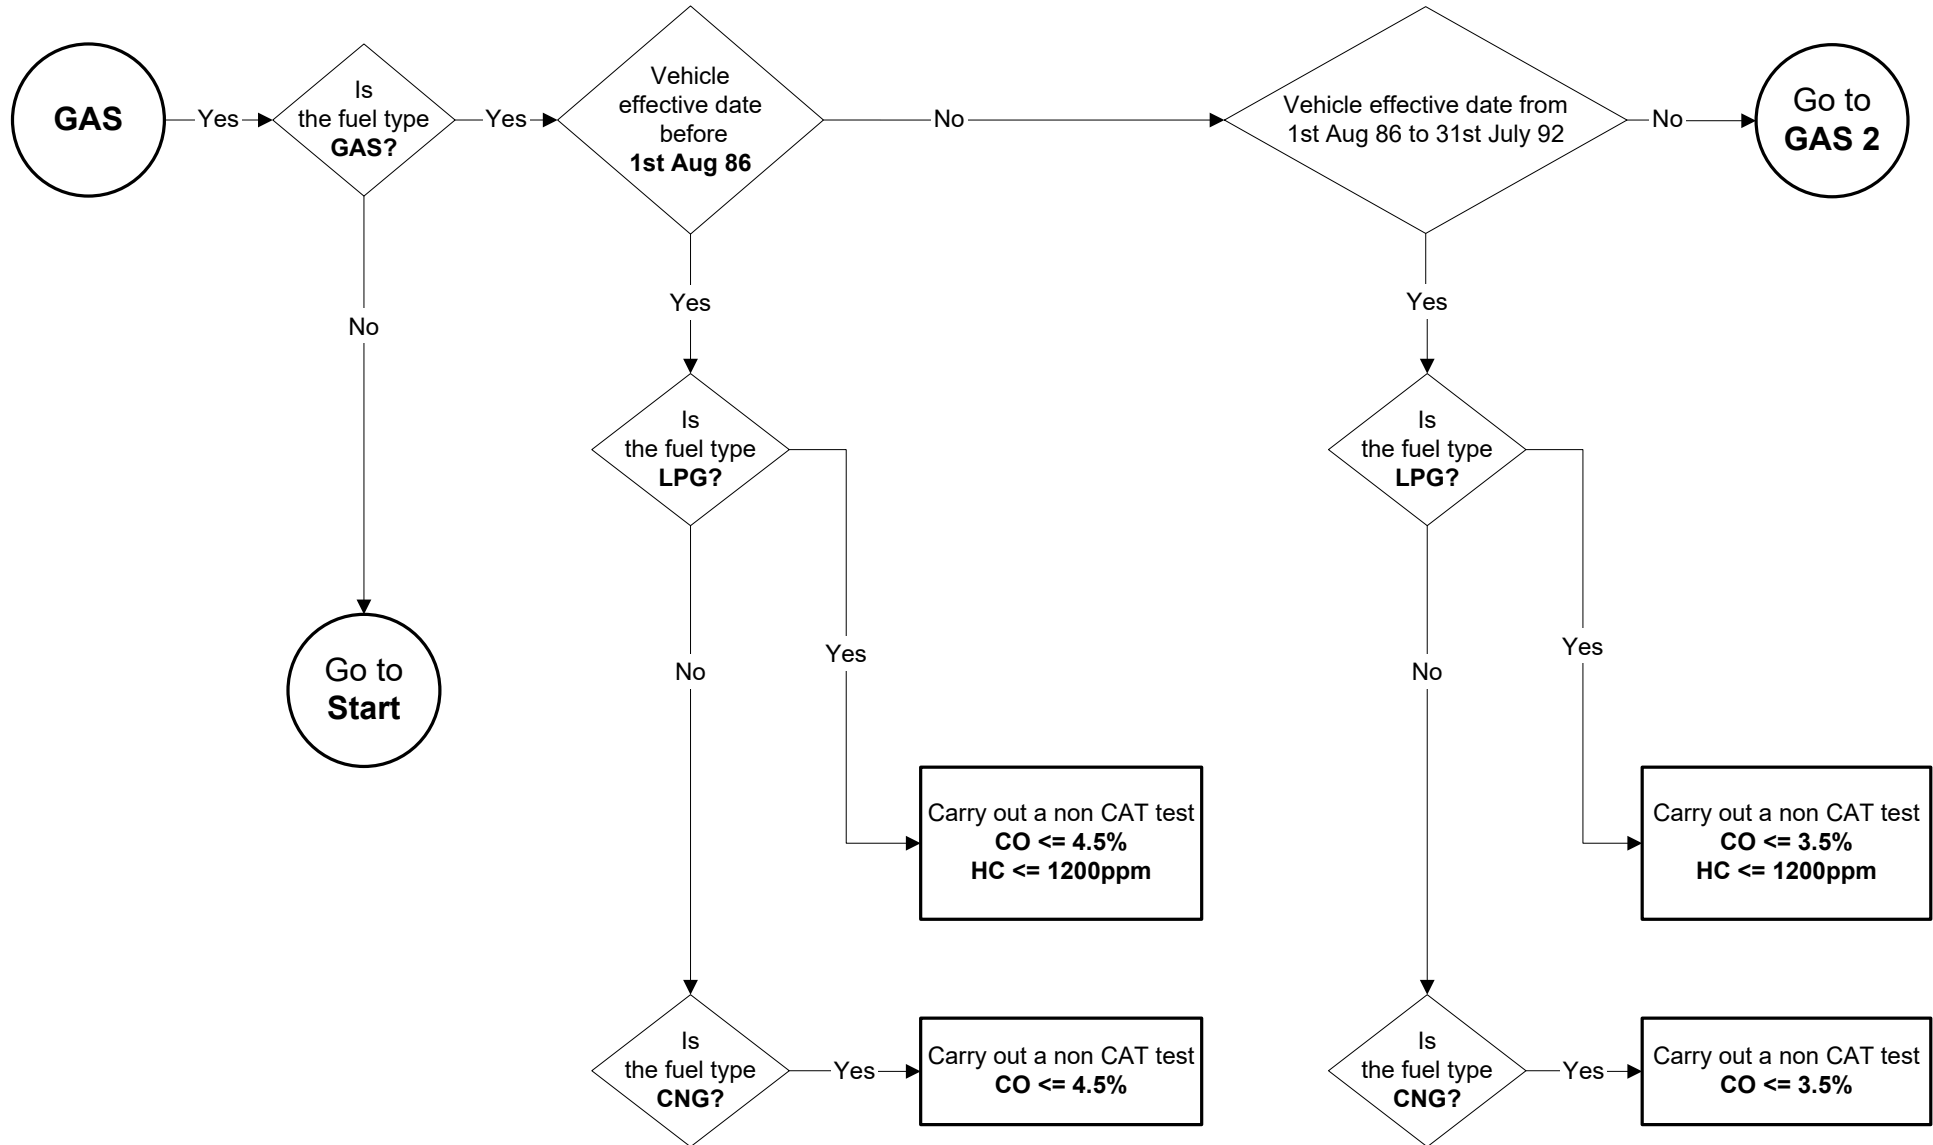 GAS
Yes
Is
the fuel type
GAS?
Yes
Vehicle
effective date
before
1st Aug 86
No
Vehicle effective date from
1st Aug 86 to 31st July 92
No
Go to
GAS 2
No
Go to
Start
Yes
Is
the fuel type
LPG?
Yes
Carry out a non CAT test
CO <= 4.5%
HC <= 1200ppm
No
Is
the fuel type
CNG?
Yes
Carry out a non CAT test
CO <= 4.5%
Yes
Is
the fuel type
LPG?
Yes
Carry out a non CAT test
CO <= 3.5%
HC <= 1200ppm
No
Is
the fuel type
CNG?
Yes
Carry out a non CAT test
CO <= 3.5%